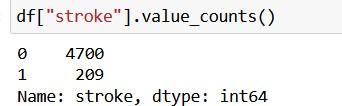 df["stroke"].value_counts()
0    4700
1     209
Name: stroke, dtype: int64